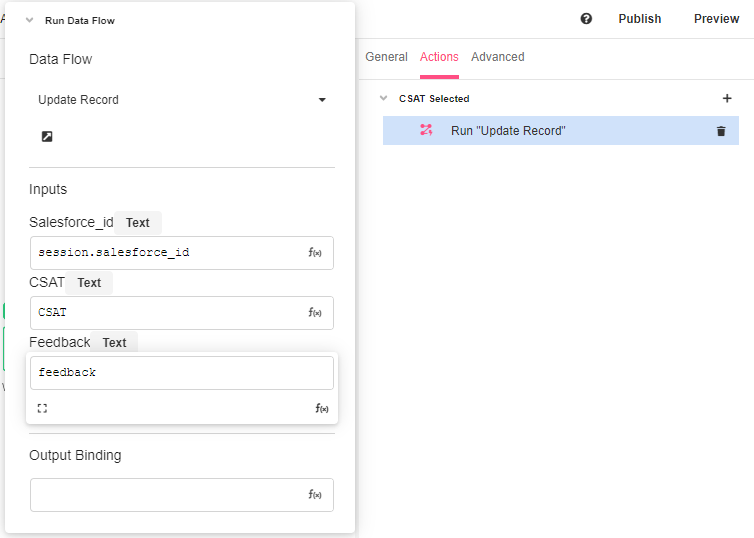 Run Data Flow
Data Flow
Update Record
Inputs
Salesforce_id Text
session.salesforce_id f(x)
CSAT Text
CSAT f(x)
Feedback Text
feedback
f(x)
Output Binding
f(x)
Publish Preview
General Actions Advanced
CSAT Selected
Run "Update Record"